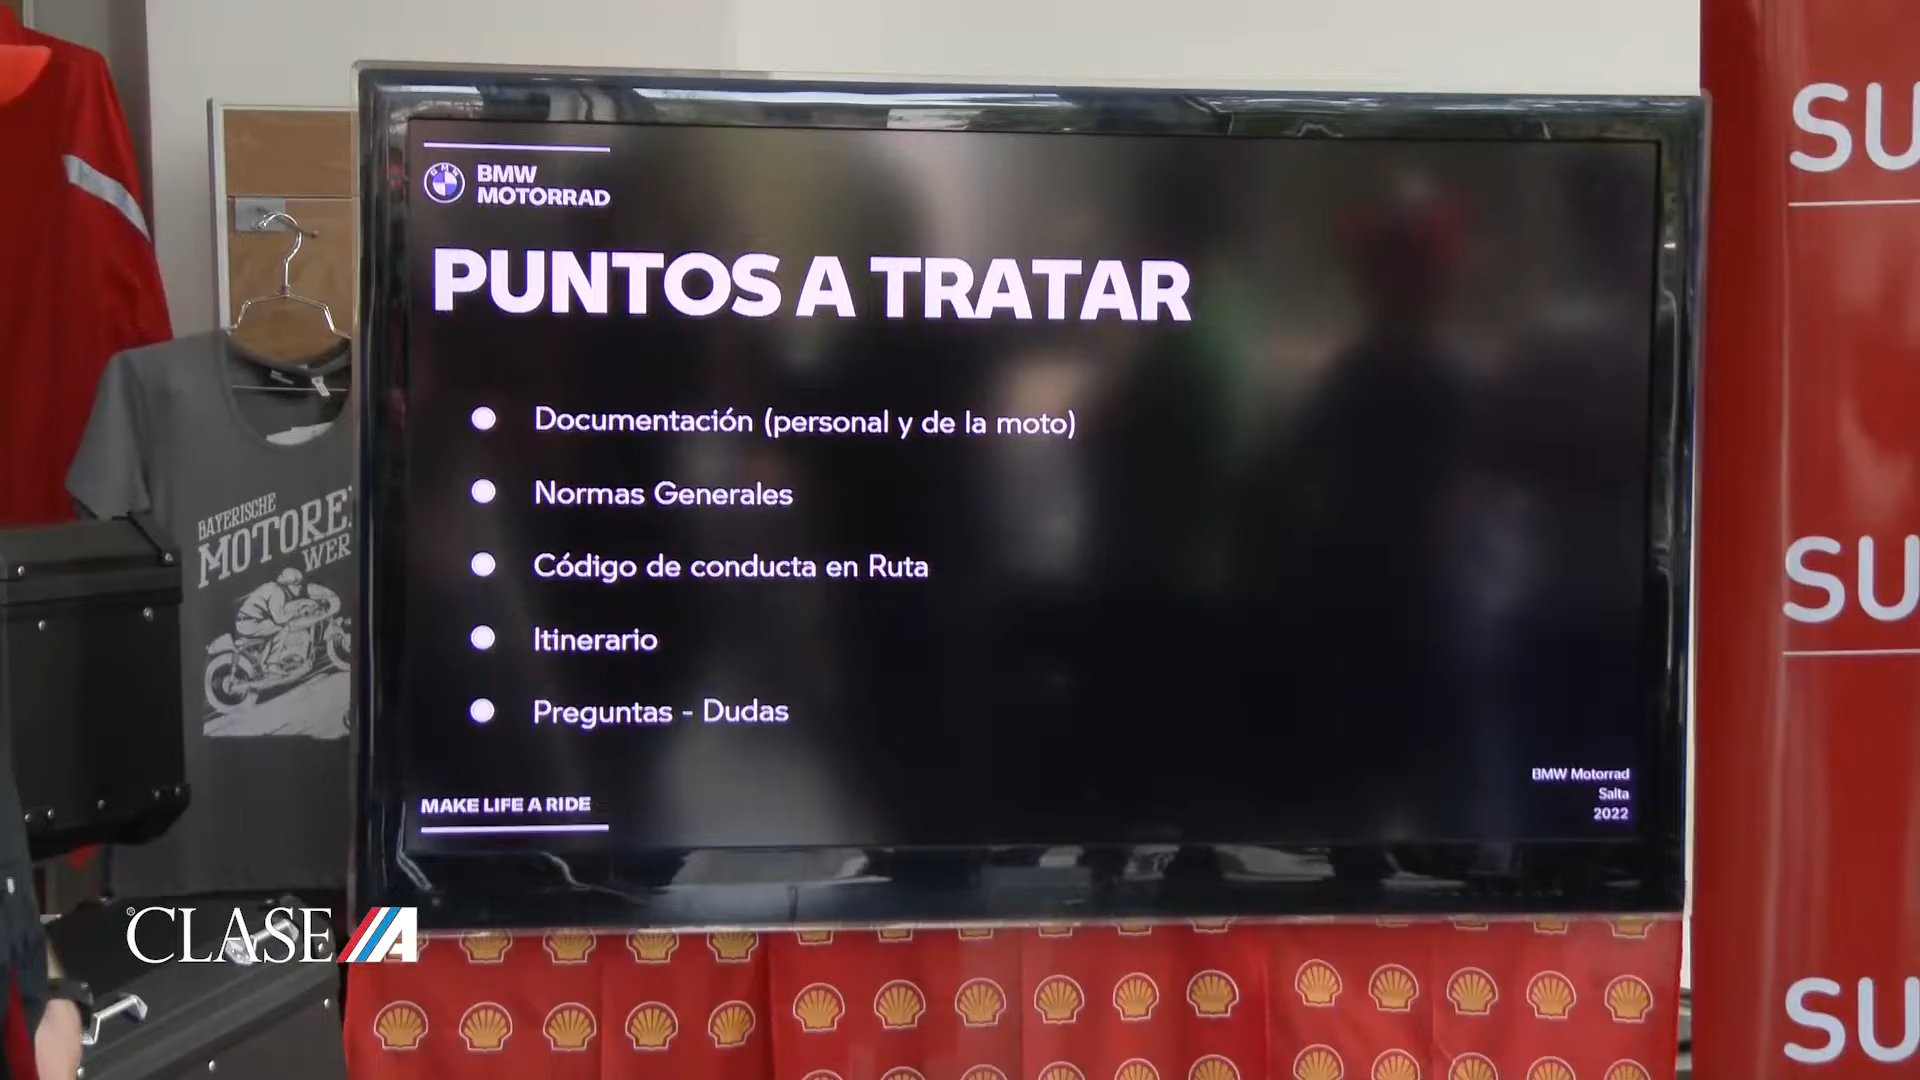 BMW
MOTORRAD
PUNTOS A TRATAR
Documentación (personal y de la moto)
Normas Generales
Código de conducta en Ruta
Itinerario
Preguntas - Dudas
MAKE LIFE A RIDE
BMW Motorrad
Salta
2022
BAYERISCHE
MOTORE
WER
SU
SU
SU
®CLASE A